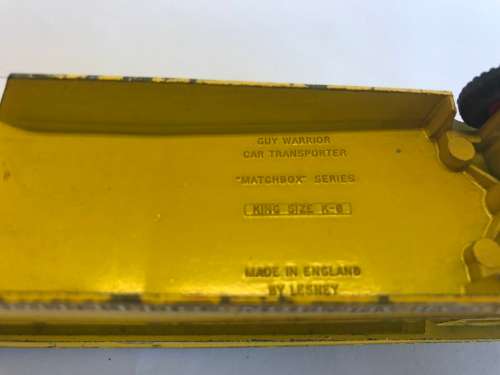 GUY WARRIOR
CAR TRANSPORTER
"MATCHBOX" SERIES
KING SIZE K-8
MADE IN ENGLAND
BY LESNEY